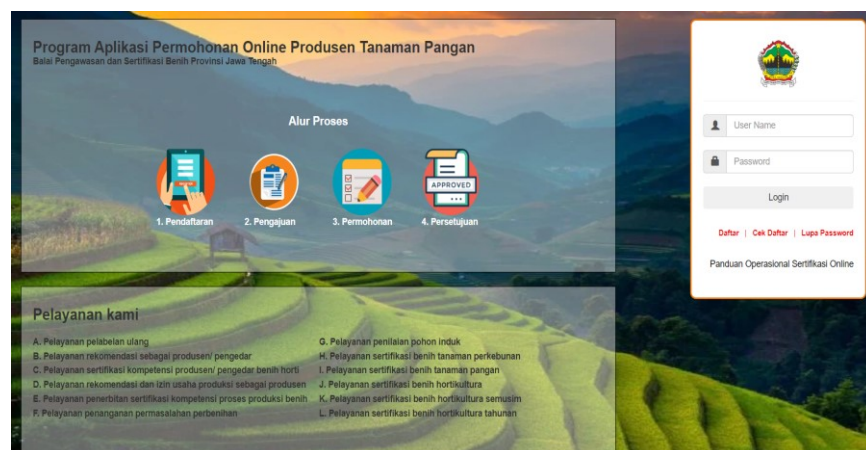 Program Aplikasi Permohonan Online Produsen Tanaman Pangan
Balai Pengawasan dan Sertifikasi Benih Provinsi Jawa Tengah
Alur Proses
APPROVED
1. Pendaftaran
2. Pengajuan
3. Permohonan
4. Persetujuan
Pelayanan kami
A. Pelayanan pelabelan ulang
B. Pelayanan rekomendasi sebagai produsen/ pengedar
C. Pelayanan sertifikasi kompetensi produsen/ pengedar benih horti
D. Pelayanan rekomendasi dan izin usaha produksi sebagai produsen
E. Pelayanan penerbitan sertifikasi kompetensi proses produksi benih
F. Pelayanan penanganan permasalahan perbenihan
G. Pelayanan penilaian pohon induk
H. Pelayanan sertifikasi benih tanaman perkebunan
I. Pelayanan sertifikasi benih tanaman pangan
J. Pelayanan sertifikasi benih hortikultura
K. Pelayanan sertifikasi benih hortikultura semusim
L. Pelayanan sertifikasi benih hortikultura tahunan
User Name
Password
Login
Daftar | Cek Daftar | Lupa Password
Panduan Operasional Sertifikasi Online